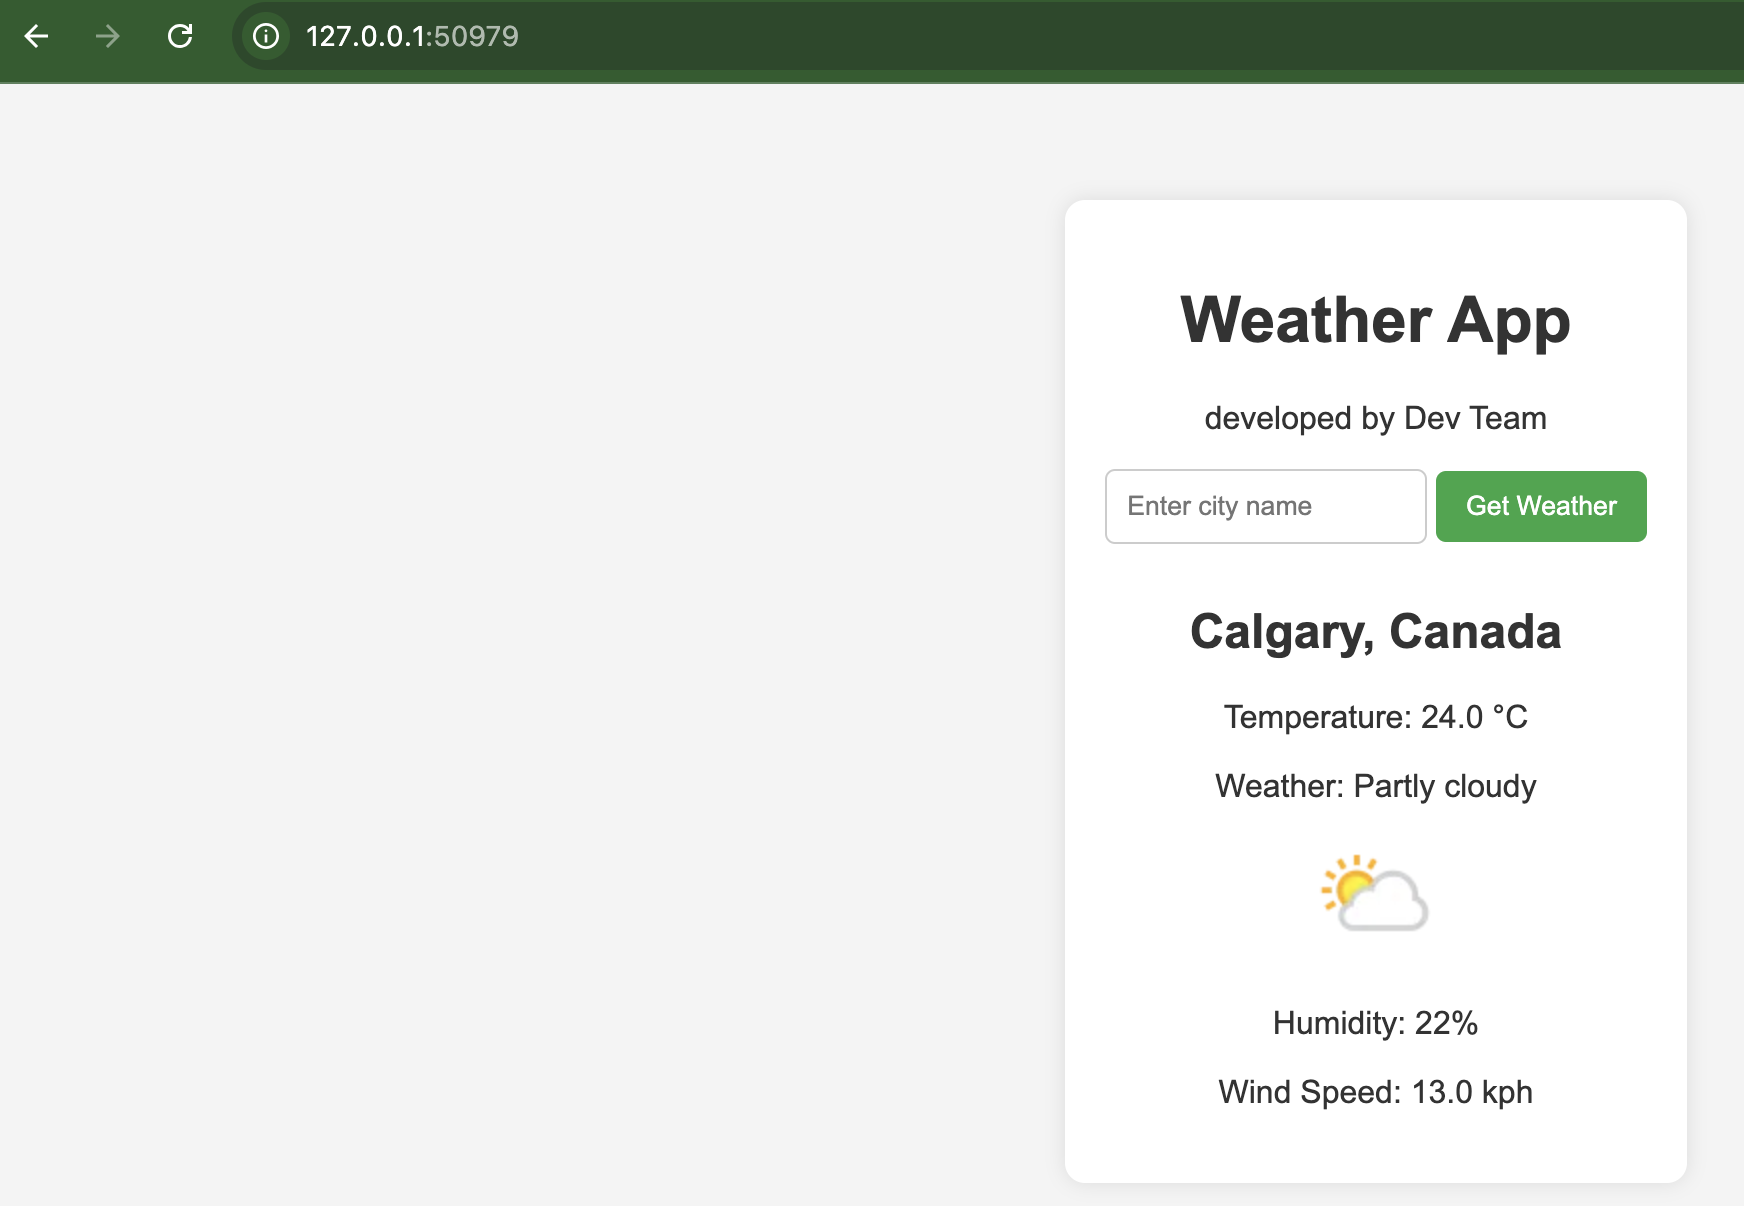 127.0.0.1:50979
Weather App
developed by Dev Team
Enter city name Get Weather
Calgary, Canada
Temperature: 24.0 °C
Weather: Partly cloudy
Humidity: 22%
Wind Speed: 13.0 kph